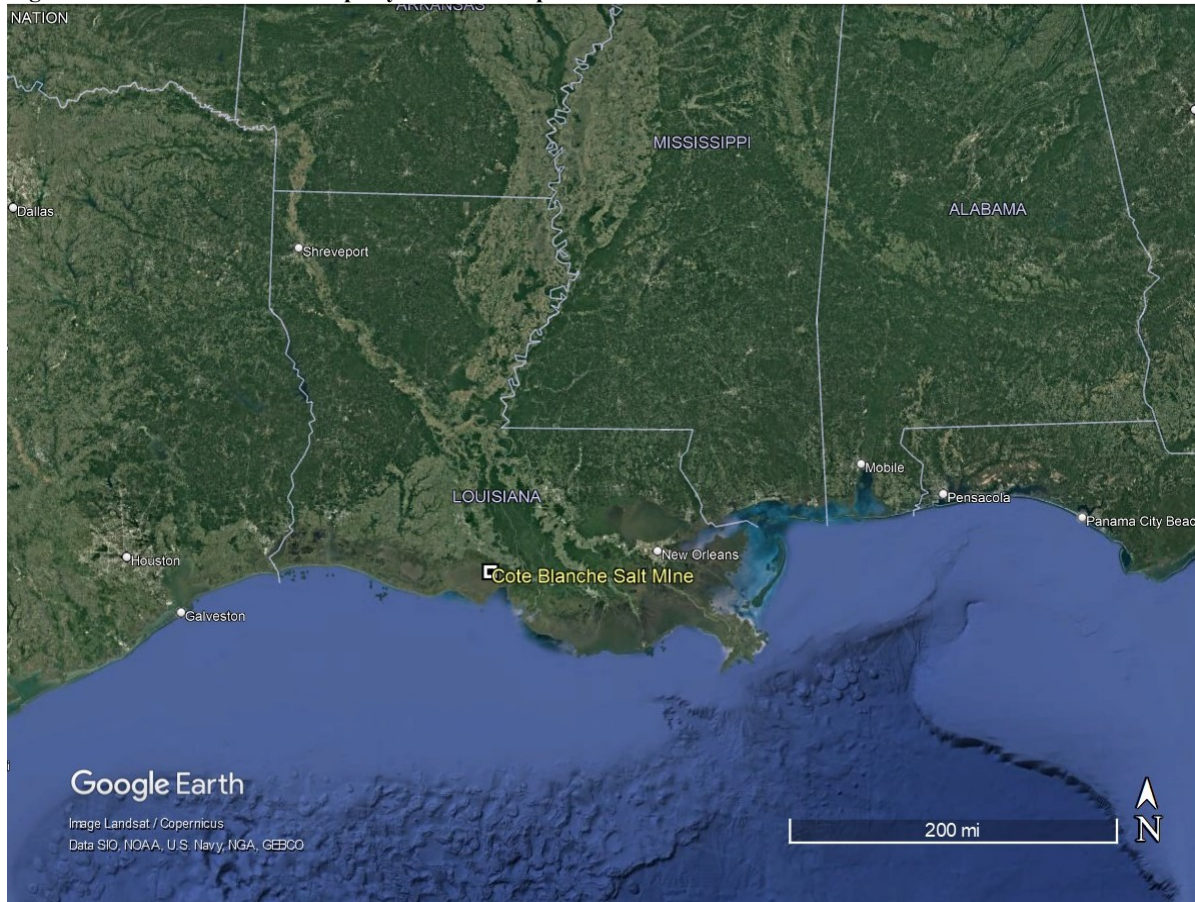 ARKANSAS
NATION
MISSISSIPPI
Dallas
ALABAMA
Shreveport
Mobile
LOUISIANA
Pensacola
Panama City Beac
New Orleans
Houston
Cote Blanche Salt MIne
Galveston
Google Earth
Image Landsat / Copernicus
Data SIO, NOAA, U.S. Navy, NGA, GEBCO
200 mi
N